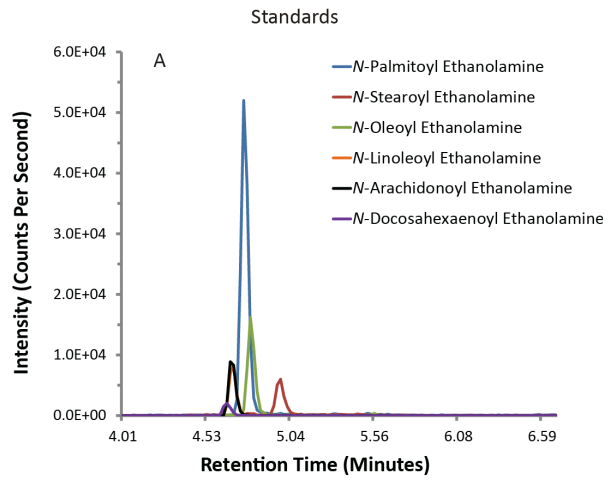 Standards
A
N-Palmitoyl Ethanolamine
N-Stearoyl Ethanolamine
N-Oleoyl Ethanolamine
N-Linoleoyl Ethanolamine
N-Arachidonoyl Ethanolamine
N-Docosahexaenoyl Ethanolamine
Intensity (Counts Per Second)
6.0E+04
5.0E+04
4.0E+04
3.0E+04
2.0E+04
1.0E+04
0.0E+00
4.01 4.53 5.04 5.56 6.08 6.59
Retention Time (Minutes)